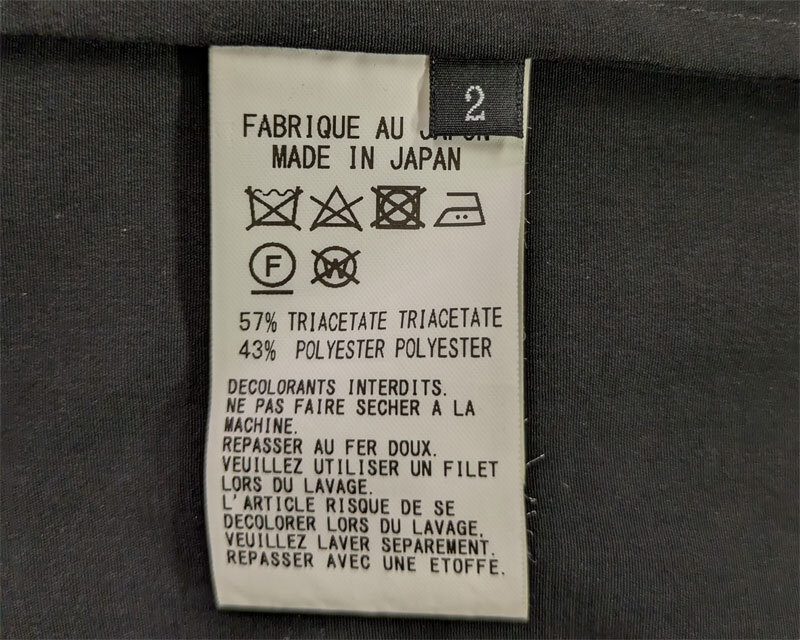 2
FABRIQUE AU JAPON
MADE IN JAPAN
F
W
57% TRIACETATE TRIACETATE
43% POLYESTER POLYESTER
DECOLORANTS INTERDITS.
NE PAS FAIRE SECHER A LA
MACHINE.
REPASSER AU FER DOUX.
VEUILLEZ UTILISER UN FILET
LORS DU LAVAGE.
L'ARTICLE RISQUE DE SE
DECOLORER LORS DU LAVAGE.
VEUILLEZ LAVER SEPAREMENT.
REPASSER AVEC UNE ETOFFE.